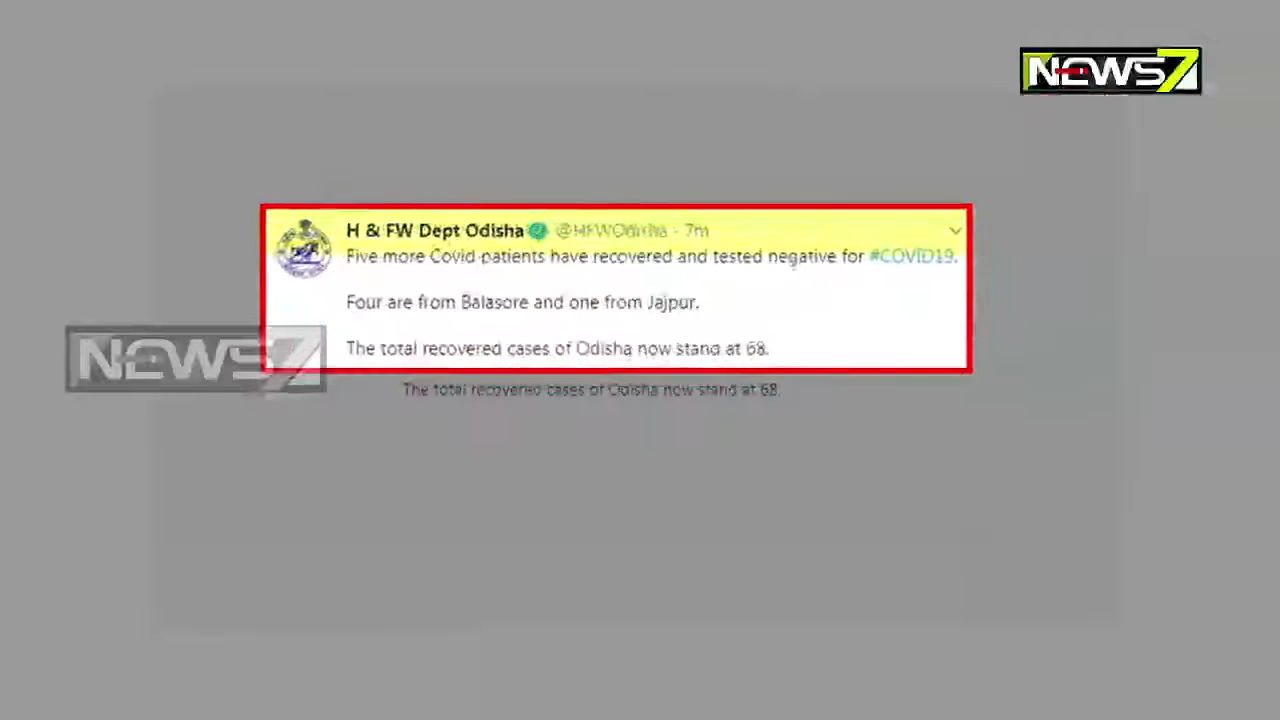 NEWS7
H & FW Dept Odisha @HFWOdisha - 7m
Five more Covid patients have recovered and tested negative for #COVID19.
Four are from Balasore and one from Jajpur.
NEWS7
The total recovered cases of Odisha now stand at 68.
The total recovered cases of Odisha now stand at 68.